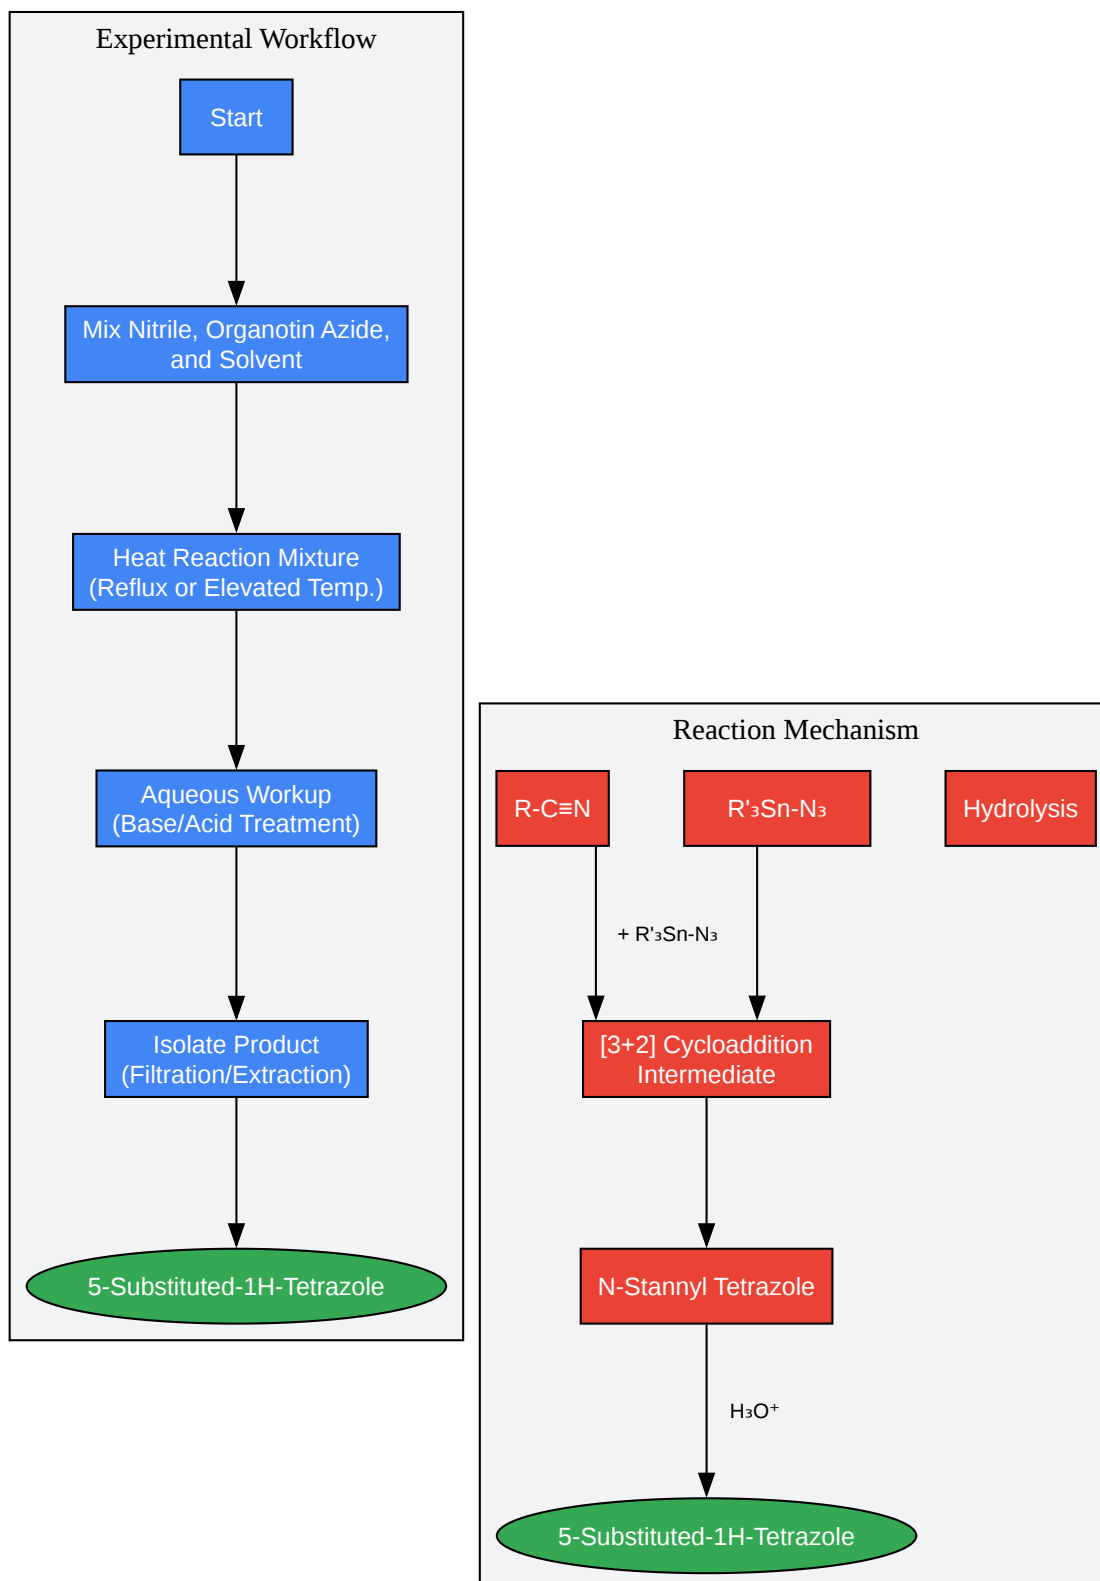 Experimental Workflow
Start
Mix Nitrile, Organotin Azide,
and Solvent
Heat Reaction Mixture
(Reflux or Elevated Temp.)
Aqueous Workup
(Base/Acid Treatment)
Isolate Product
(Filtration/Extraction)
5-Substituted-1H-Tetrazole
Reaction Mechanism
R-C≡N
R'₃Sn-N₃
Hydrolysis
+ R'₃Sn-N₃
[3+2] Cycloaddition
Intermediate
N-Stannyl Tetrazole
H₃O⁺
5-Substituted-1H-Tetrazole